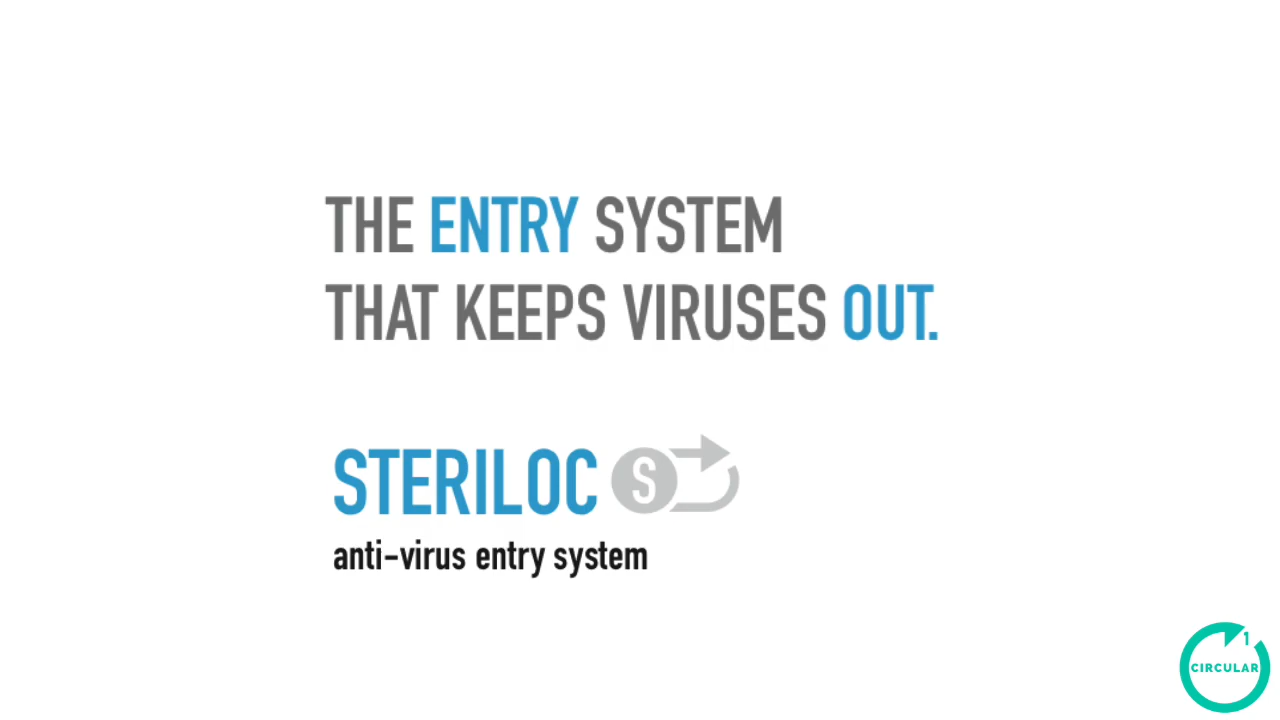 THE ENTRY SYSTEM
THAT KEEPS VIRUSES OUT.
STERILOC S
anti-virus entry system
1
CIRCULAR